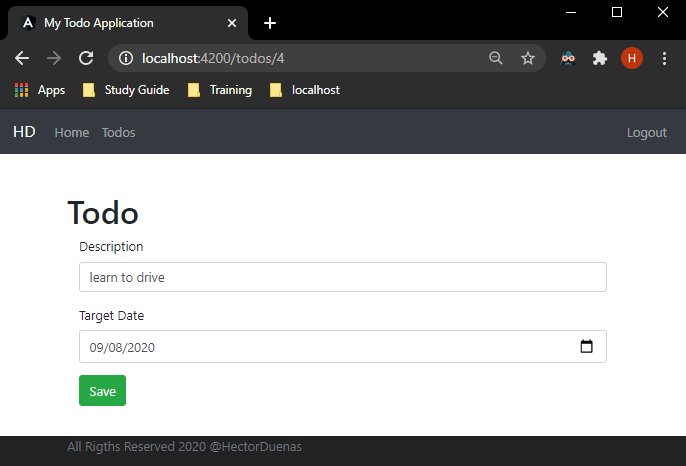 My Todo Application
localhost:4200/todos/4
H
Apps Study Guide Training localhost
HD Home Todos Logout
Todo
Description
learn to drive
Target Date
09/08/2020
Save
All Rigths Reserved 2020 @HectorDuenas